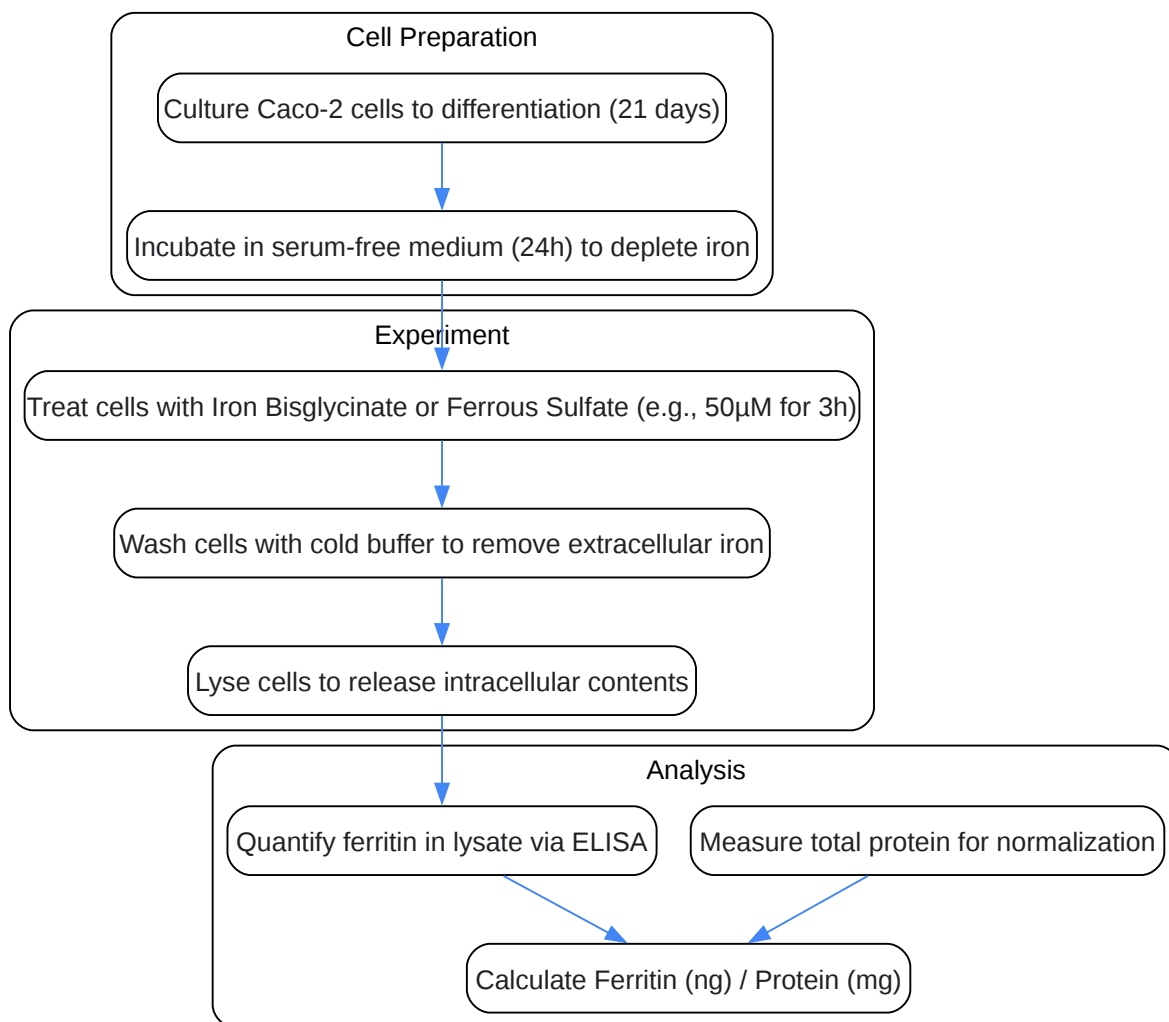 Cell Preparation
Culture Caco-2 cells to differentiation (21 days)
Incubate in serum-free medium (24h) to deplete iron
Experiment
Treat cells with Iron Bisglycinate or Ferrous Sulfate (e.g., 50µM for 3h)
Wash cells with cold buffer to remove extracellular iron
Lyse cells to release intracellular contents
Analysis
Quantify ferritin in lysate via ELISA
Measure total protein for normalization
Calculate Ferritin (ng) / Protein (mg)